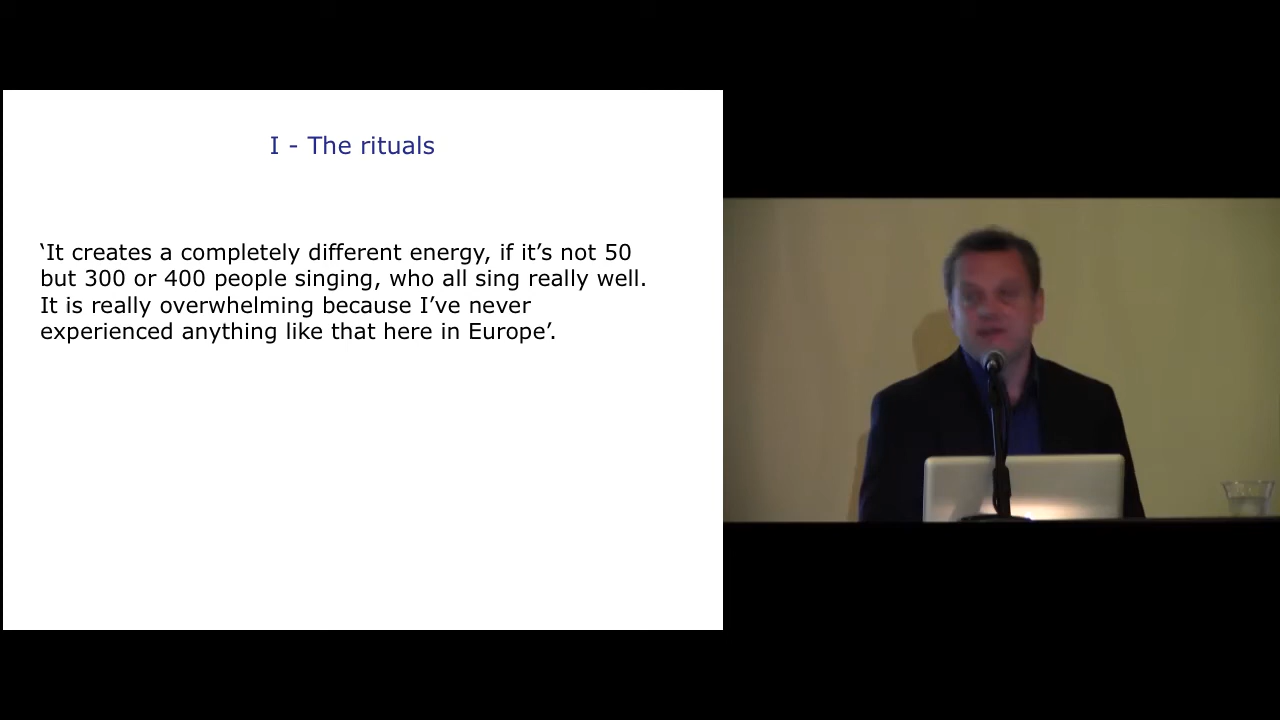 I - The rituals
‘It creates a completely different energy, if it’s not 50
but 300 or 400 people singing, who all sing really well.
It is really overwhelming because I’ve never
experienced anything like that here in Europe’.